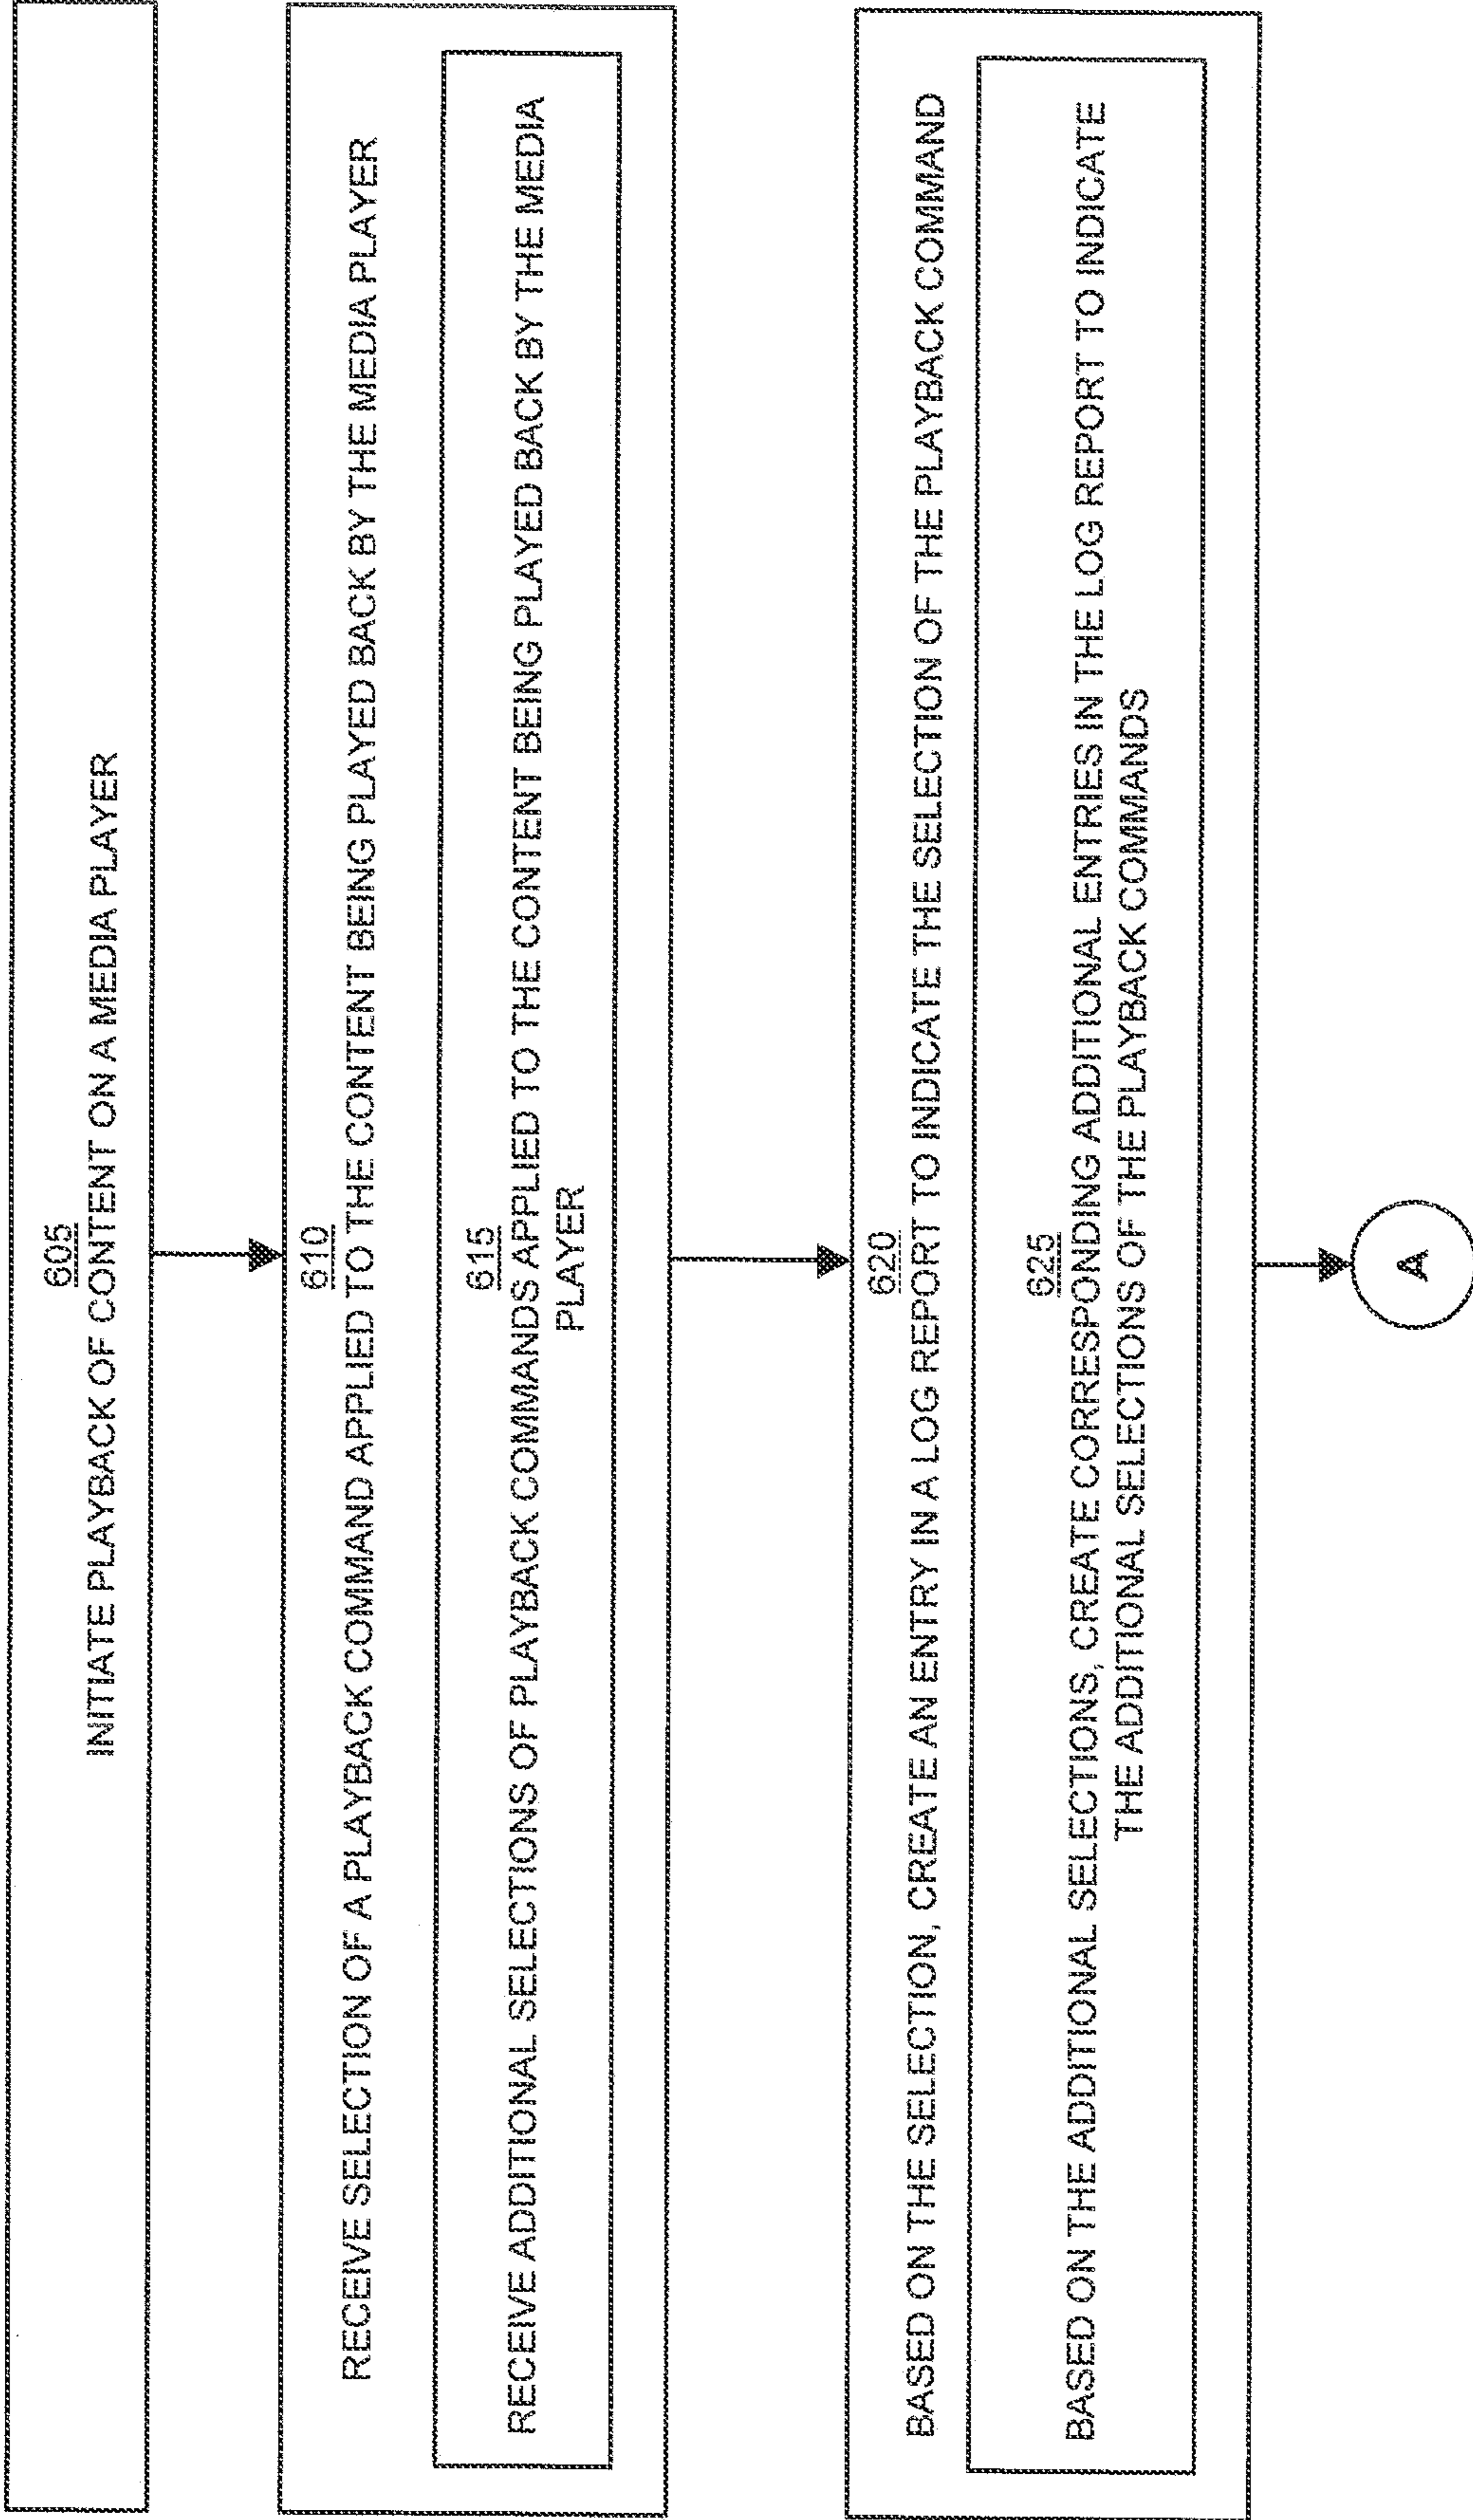 605
INITIATE PLAYBACK OF CONTENT ON A MEDIA PLAYER
610
RECEIVE SELECTION OF A PLAYBACK COMMAND APPLIED TO THE CONTENT BEING PLAYED BACK BY THE MEDIA PLAYER
615
RECEIVE ADDITIONAL SELECTIONS OF PLAYBACK COMMANDS APPLIED TO THE CONTENT BEING PLAYED BACK BY THE MEDIA
PLAYER
620
BASED ON THE SELECTION, CREATE AN ENTRY IN A LOG REPORT TO INDICATE THE SELECTION OF THE PLAYBACK COMMAND
625
BASED ON THE ADDITIONAL SELECTIONS, CREATE CORRESPONDING ADDITIONAL ENTRIES IN THE LOG REPORT TO INDICATE
THE ADDITIONAL SELECTIONS OF THE PLAYBACK COMMANDS
A